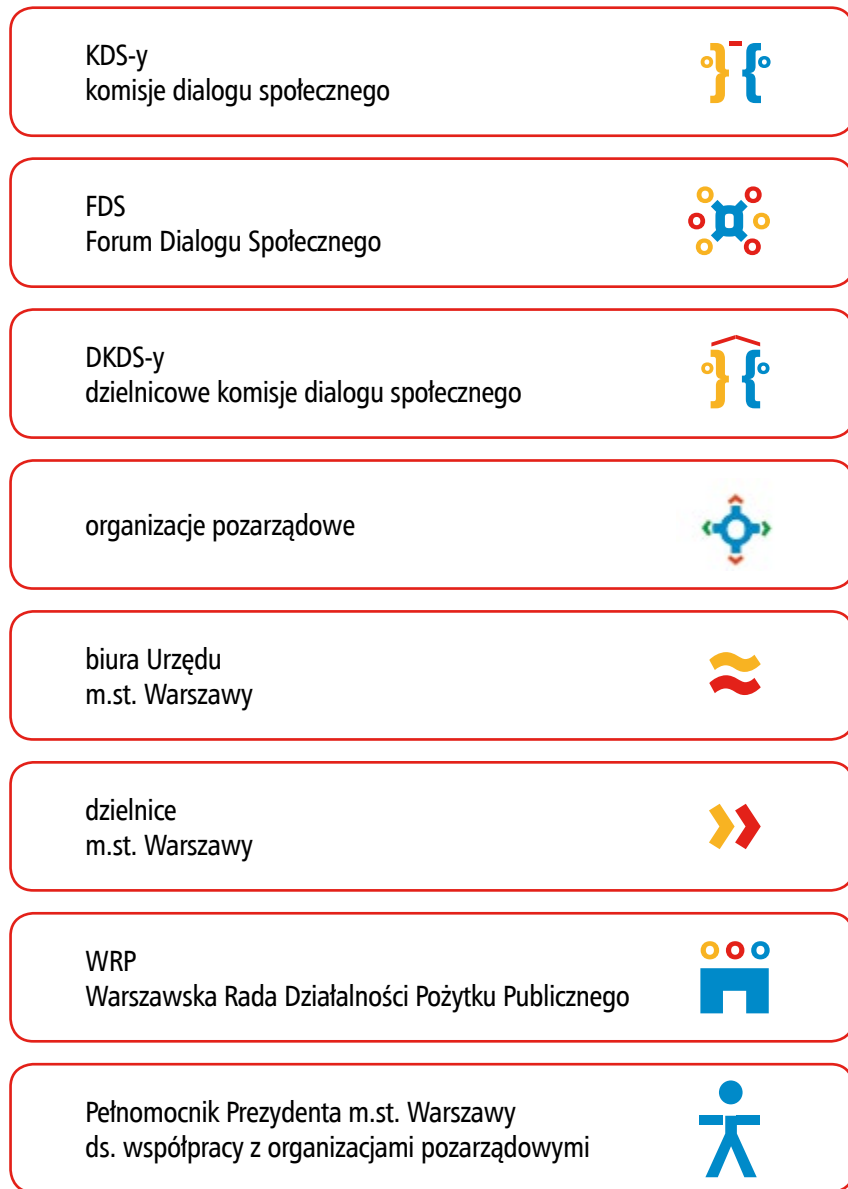 KDS-y
komisje dialogu społecznego
FDS
Forum Dialogu Społecznego
DKDS-y
dzielnicowe komisje dialogu społecznego
organizacje pozarządowe
biura Urzędu
m.st. Warszawy
dzielnice
m.st. Warszawy
WRP
Warszawska Rada Działalności Pożytku Publicznego
Pełnomocnik Prezydenta m.st. Warszawy
ds. współpracy z organizacjami pozarządowymi